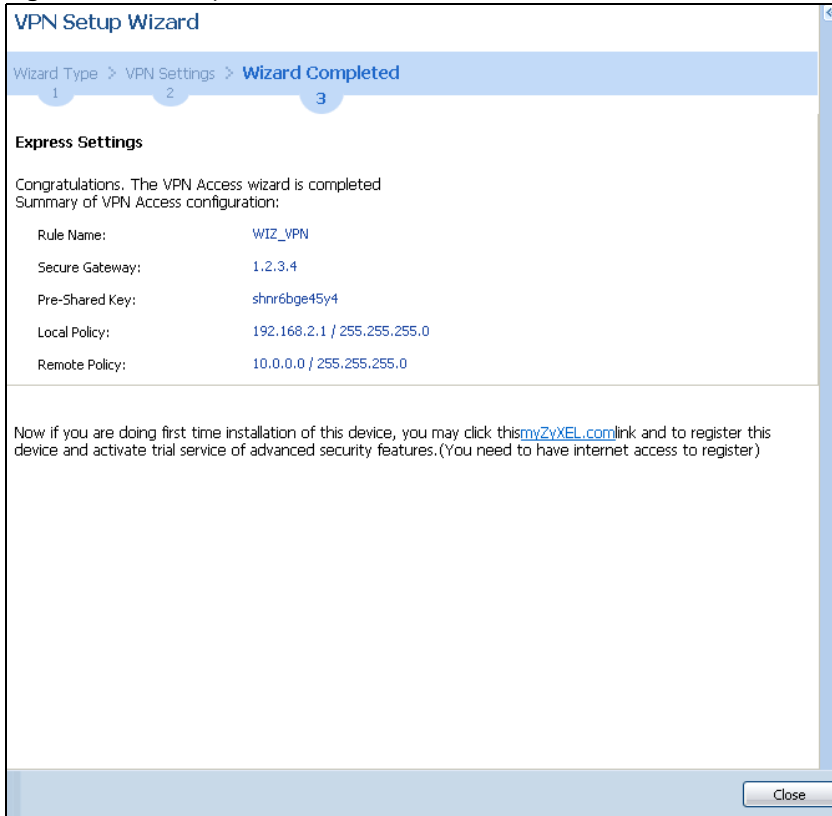 VPN Setup Wizard
Wizard Type > VPN Settings > Wizard Completed
1 2 3
Express Settings
Congratulations. The VPN Access wizard is completed
Summary of VPN Access configuration:
Rule Name: WIZ_VPN
Secure Gateway: 1.2.3.4
Pre-Shared Key: shnr6bge45y4
Local Policy: 192.168.2.1 / 255.255.255.0
Remote Policy: 10.0.0.0 / 255.255.255.0
Now if you are doing first time installation of this device, you may click thismyZyXEL.comlink and to register this
device and activate trial service of advanced security features.(You need to have internet access to register)
Close